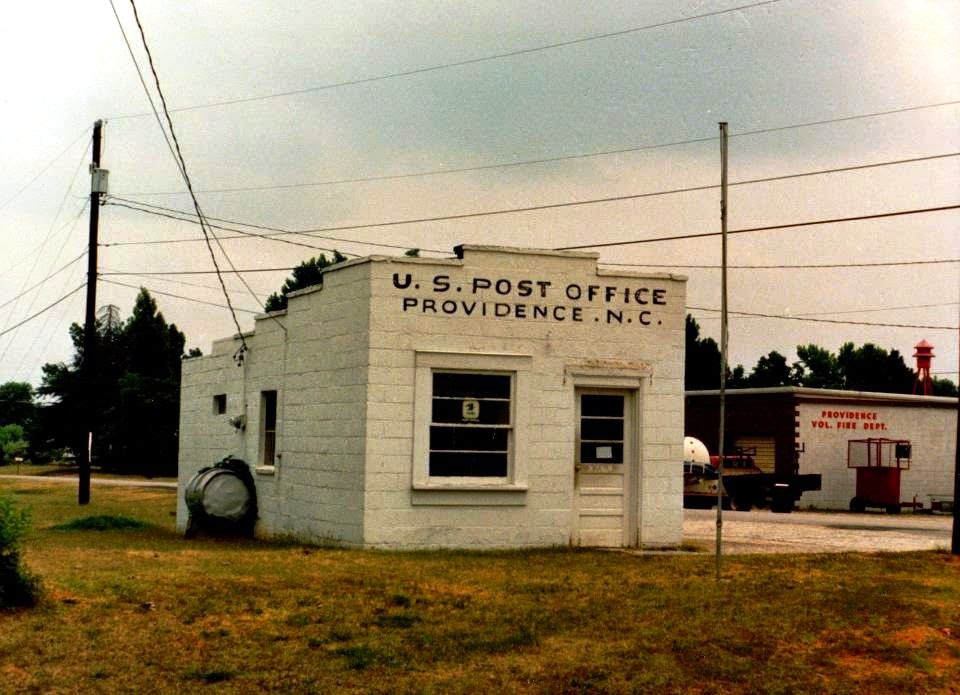 U. S. POST OFFICE
PROVIDENCE . N. C.
PROVIDENCE
VOL. FIRE DEPT.